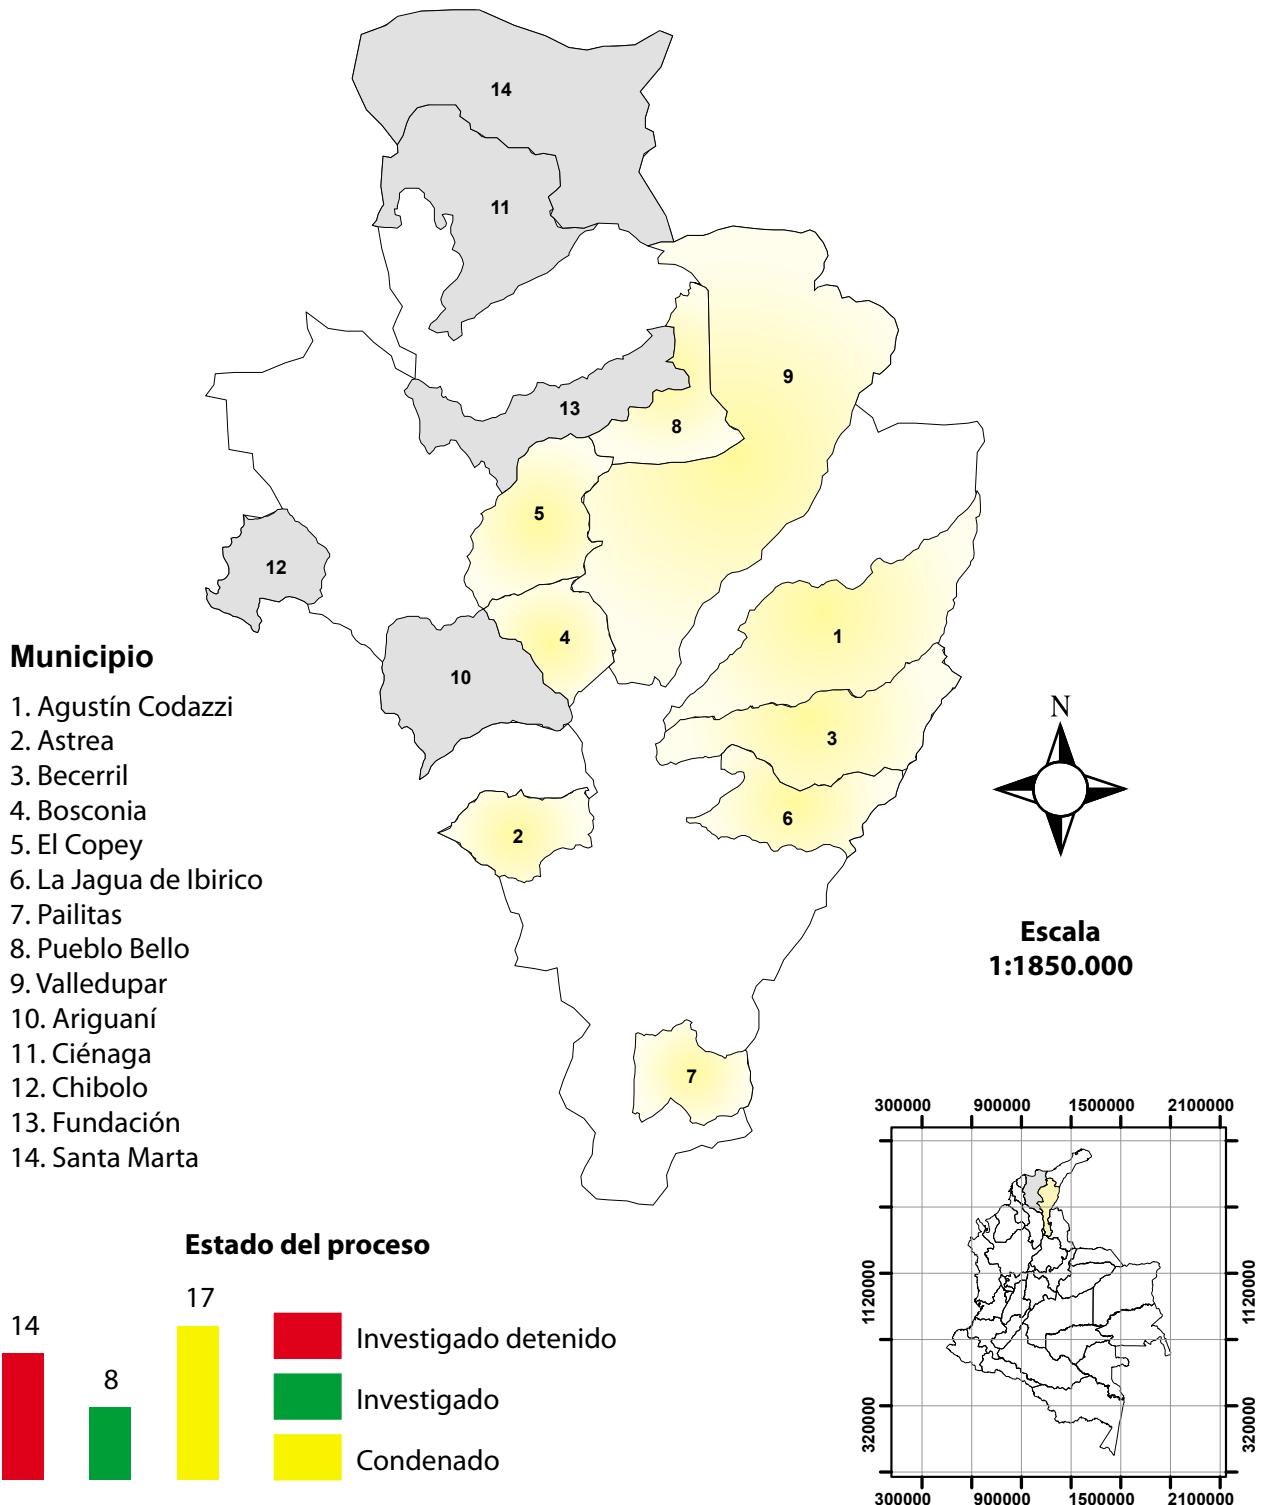 14
11
9
13
8
5
12
4
1
10
3
6
2
7
Municipio
1. Agustín Codazzi
2. Astrea
3. Becerril
4. Bosconia
5. El Copey
6. La Jagua de Ibirico
7. Pailitas
8. Pueblo Bello
9. Valledupar
10. Ariguaní
11. Ciénaga
12. Chibolo
13. Fundación
14. Santa Marta
N
Escala
1:1850.000
Estado del proceso
14
8
17
Investigado detenido
Investigado
Condenado
300000 900000 1500000 2100000
1120000
320000
1120000
320000
300000 900000 1500000 2100000